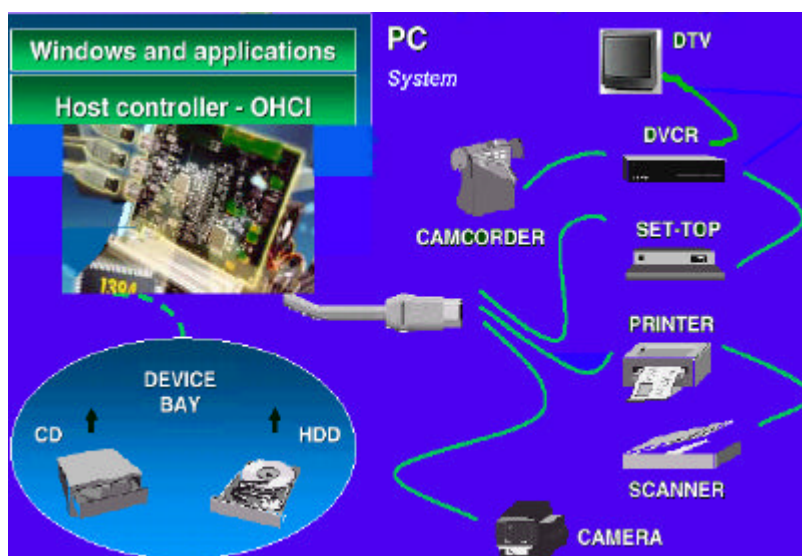 Windows and applications
Host controller - OHCI
PC
System
DTV
DVCR
CAMCORDER
SET-TOP
1394
PRINTER
DEVICE
BAY
CD
HDD
SCANNER
CAMERA